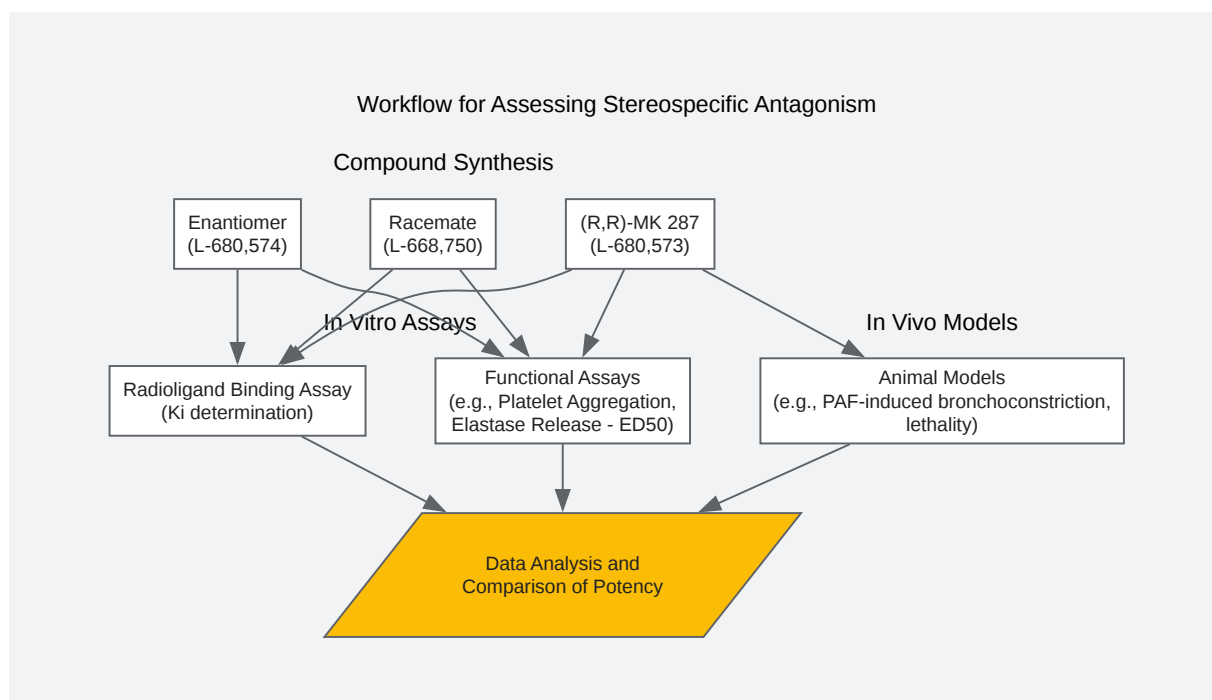 Workflow for Assessing Stereospecific Antagonism
Compound Synthesis
Enantiomer
(L-680,574)
Racemate
(L-668,750)
(R,R)-MK 287
(L-680,573)
In Vitro Assays
In Vivo Models
Radioligand Binding Assay
(Ki determination)
Functional Assays
(e.g., Platelet Aggregation,
Elastase Release - ED50)
Animal Models
(e.g., PAF-induced bronchoconstriction,
lethality)
Data Analysis and
Comparison of Potency